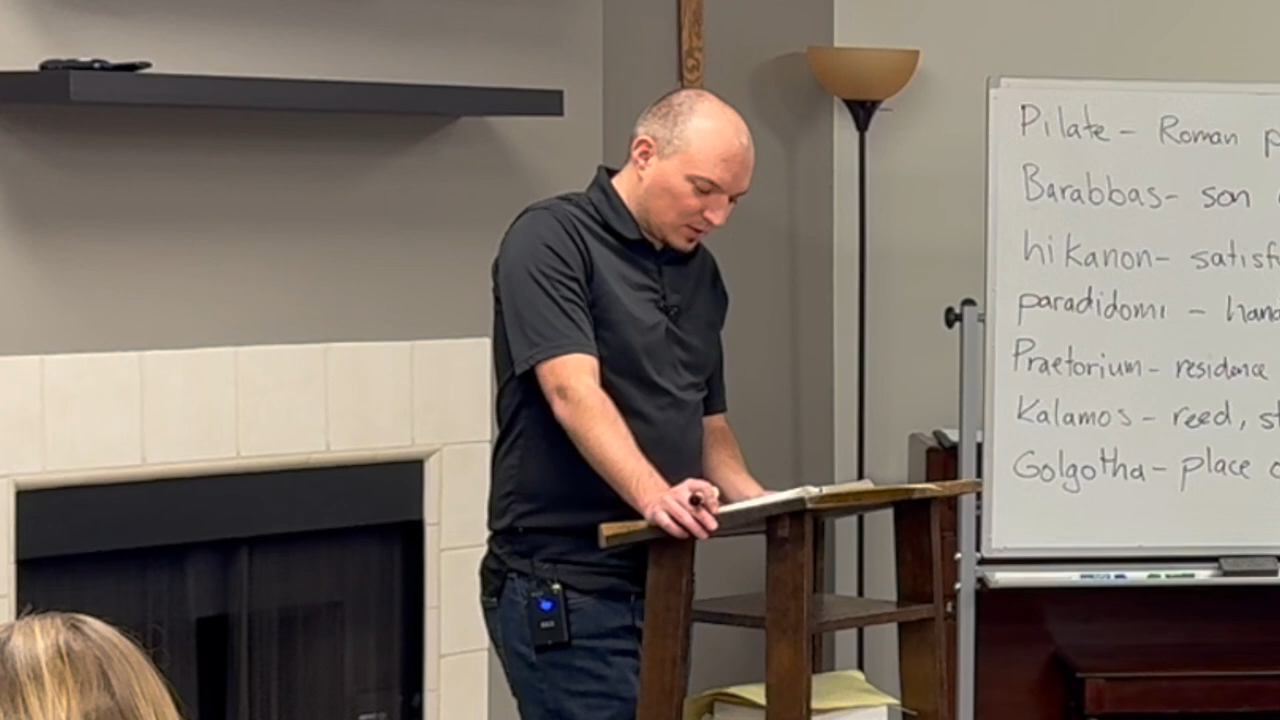 Pilate - Roman
Barabbas - son
hikanon - satisf
paradidomi - hand
Praetorium - residence
Kalamos - reed, st
Golgotha - place